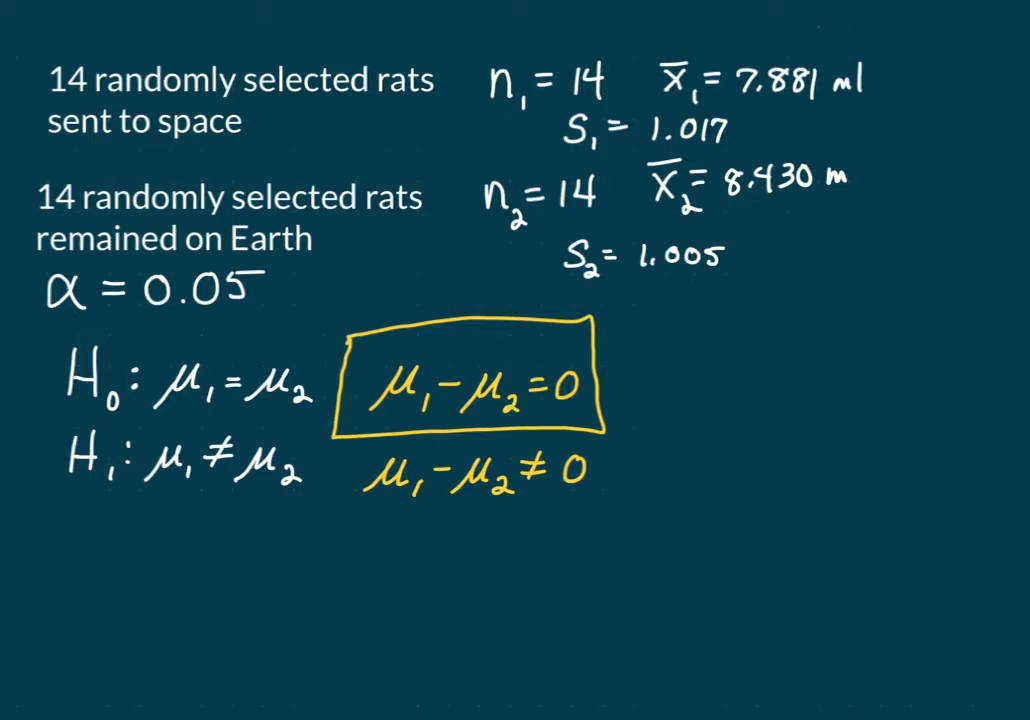 14 randomly selected rats
sent to space
n₁ = 14 x̄₁ = 7.881 ml
S₁ = 1.017
14 randomly selected rats
remained on Earth
n₂ = 14 x̄₂ = 8.430 m
S₂ = 1.005
α = 0.05
H₀: μ₁ = μ₂ μ₁ - μ₂ = 0
H₁: μ₁ ≠ μ₂ μ₁ - μ₂ ≠ 0